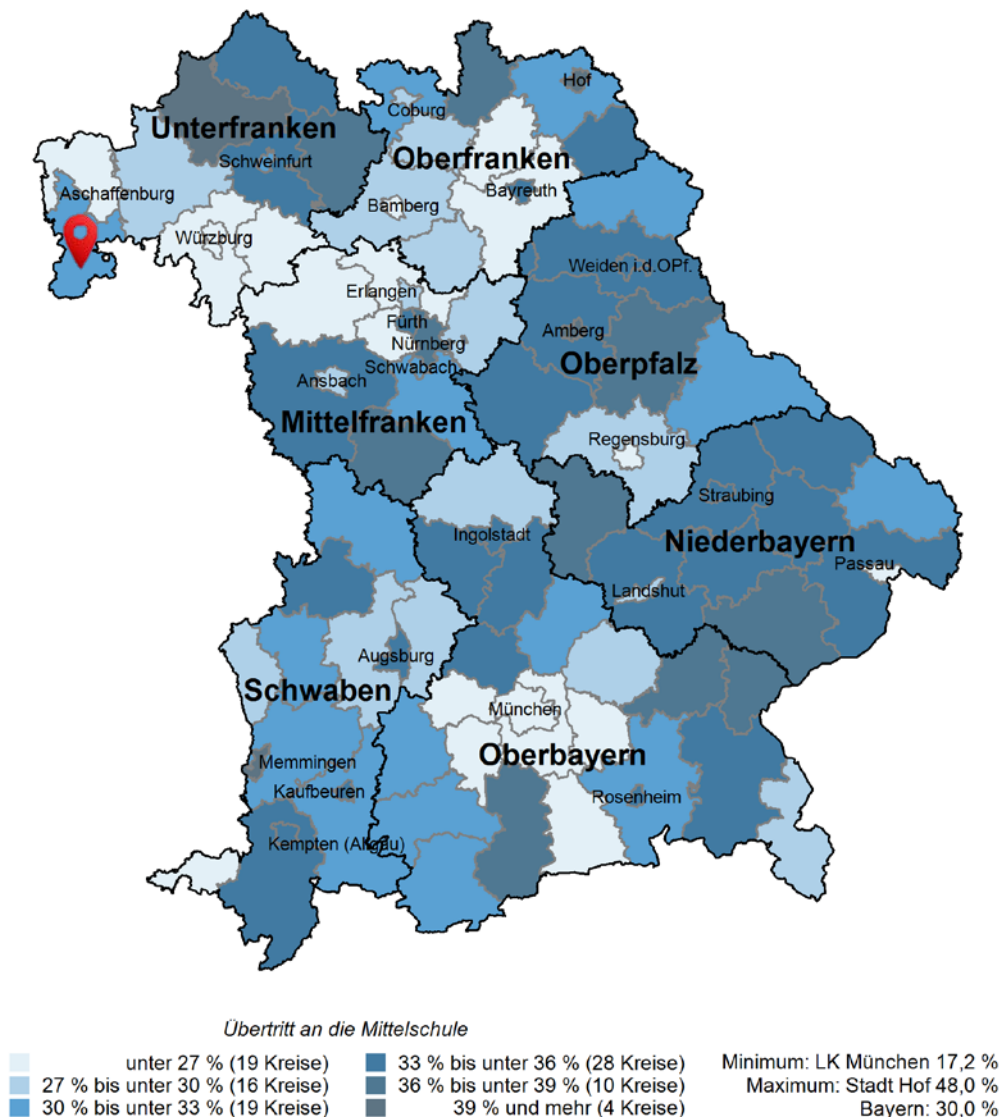 Hof
Coburg
Unterfranken
Oberfranken
Schweinfurt
Aschaffenburg
Bayreuth
Bamberg
Würzburg
Weiden i.d.OPf.
Erlangen
Fürth
Amberg
Nürnberg
Oberpfalz
Schwabach
Ansbach
Mittelfranken
Regensburg
Straubing
Ingolstadt
Niederbayern
Passau
Landshut
Augsburg
Schwaben
München
Oberbayern
Memmingen
Kaufbeuren
Rosenheim
Kempten (Allgäu)
Übertritt an die Mittelschule
unter 27 % (19 Kreise) 33 % bis unter 36 % (28 Kreise) Minimum: LK München 17,2 %
27 % bis unter 30 % (16 Kreise) 36 % bis unter 39 % (10 Kreise) Maximum: Stadt Hof 48,0 %
30 % bis unter 33 % (19 Kreise) 39 % und mehr (4 Kreise) Bayern: 30,0 %